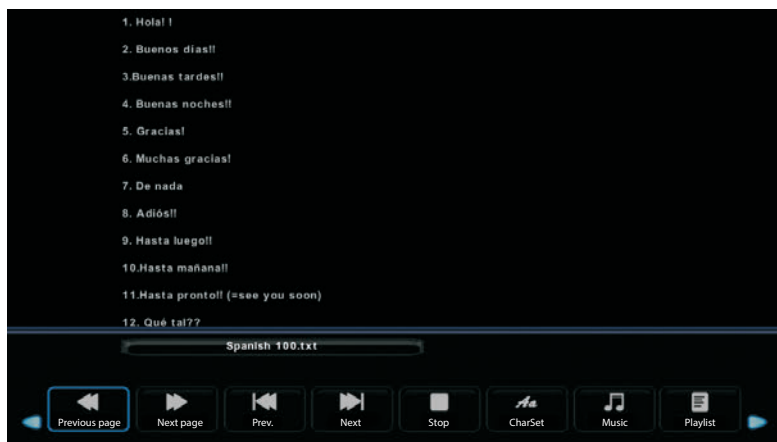 1. Hola! !
2. Buenos días!!
3.Buenas tardes!!
4. Buenas noches!!
5. Gracias!
6. Muchas gracias!
7. De nada
8. Adiós!!
9. Hasta luego!!
10.Hasta mañana!!
11.Hasta pronto!! (=see you soon)
12. Qué tal??
Spanish 100.txt
Previous page Next page Prev. Next Stop Aa CharSet Music Playlist